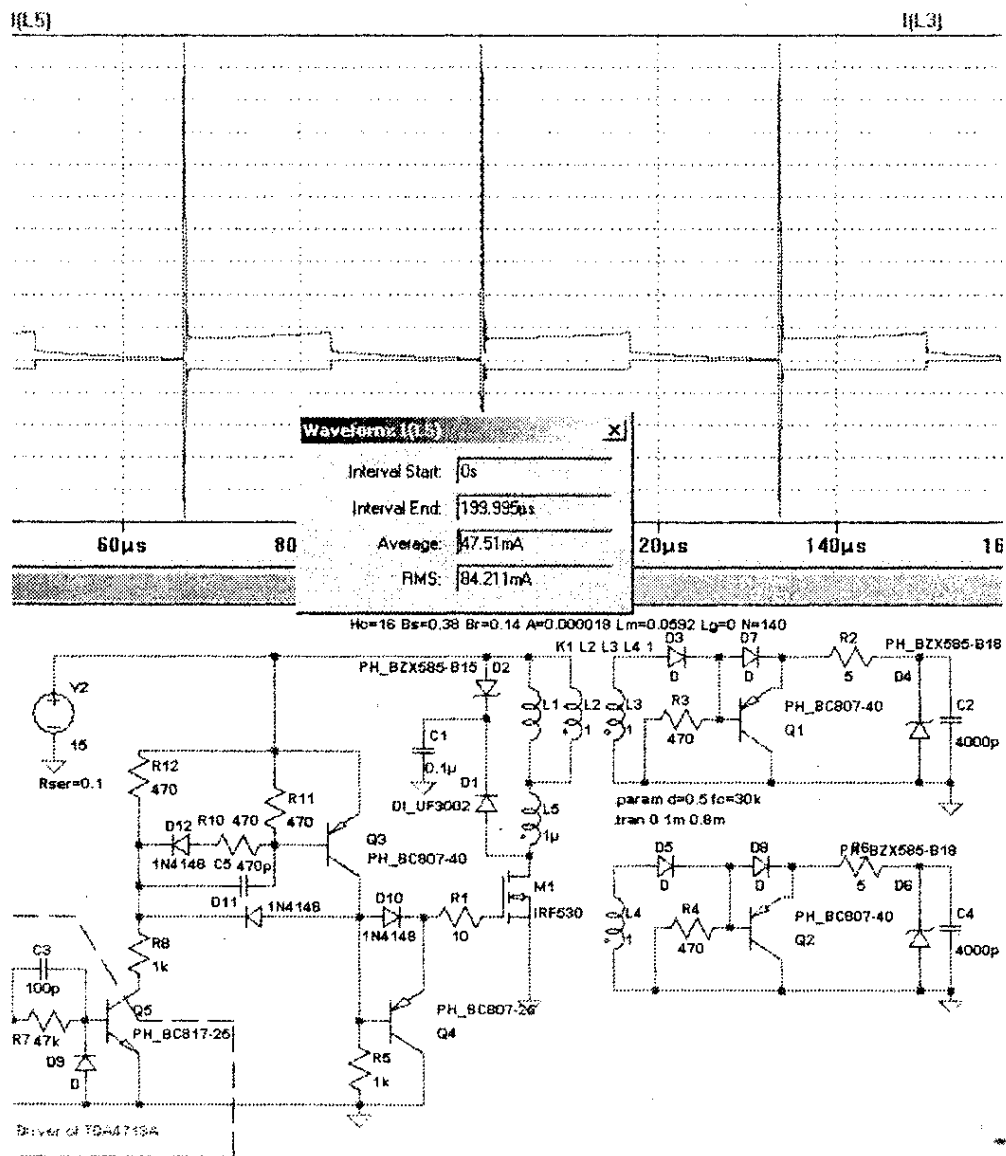 I(L5) I(L3)
Waveform: I(L5) X
Interval Start: 0s
Interval End: 199.995µs
Average: 47.51mA
RMS: 84.211mA
60µs 80 20µs 140µs 16
Hc=16 Bs=0.38 Br=0.14 A=0.000018 Lm=0.0592 Lg=0 N=140
K1 L2 L3 L4 1
PH_BZX585-B15 D2
D3 D7 R2 PH_BZX585-B18
D D 5 D4
V2
15
Rser=0.1
L1 L2 L3
1 1
R3
470
PH_BC807-40
Q1
C2
4000p
C1
0.1µ
D1
DI_UF3002
L5
1µ
.param d=0.5 fc=30k
.tran 0 1m 0.8m
R12
470
R11
470
D12 R10 470
1N4148 C5 470p
Q3
PH_BC807-40
D11 1N4148
D10
1N4148
R1
10
M1
IRF530
D5 D8 R6 PH_BZX585-B18
D D 5 D6
L4
1
R4
470
PH_BC807-40
Q2
C4
4000p
R8
1k
C3
100p
R7 47k
Q5
PH_BC817-25
D9
D
R5
1k
Q4
Driver of TDA4718A